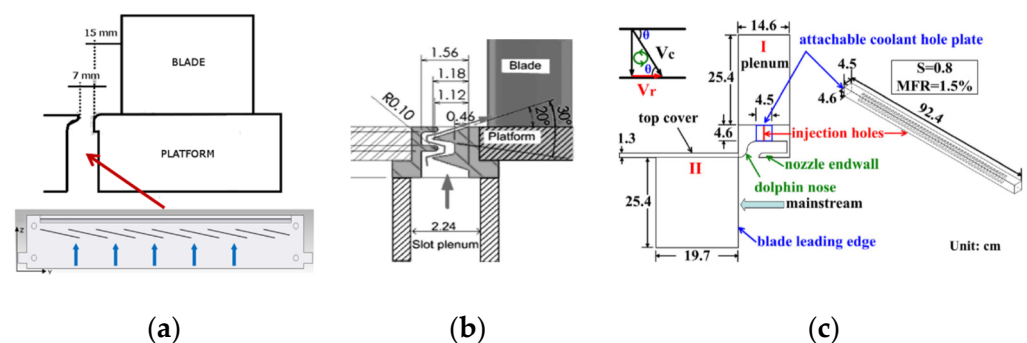 15 mm
7 mm
BLADE
PLATFORM
Z
Y
(a)
1.56
1.18
1.12
R0.10
0.46
20°
30°
Blade
Platform
2.24
Slot plenum
(b)
θ
Vc
θ
Vr
14.6
I
plenum
25.4
attachable coolant hole plate
4.5
4.6
S=0.8
MFR=1.5%
92.4
4.5
4.6
injection holes
top cover
1.3
nozzle endwall
II
dolphin nose
25.4
mainstream
blade leading edge
19.7
Unit: cm
(c)